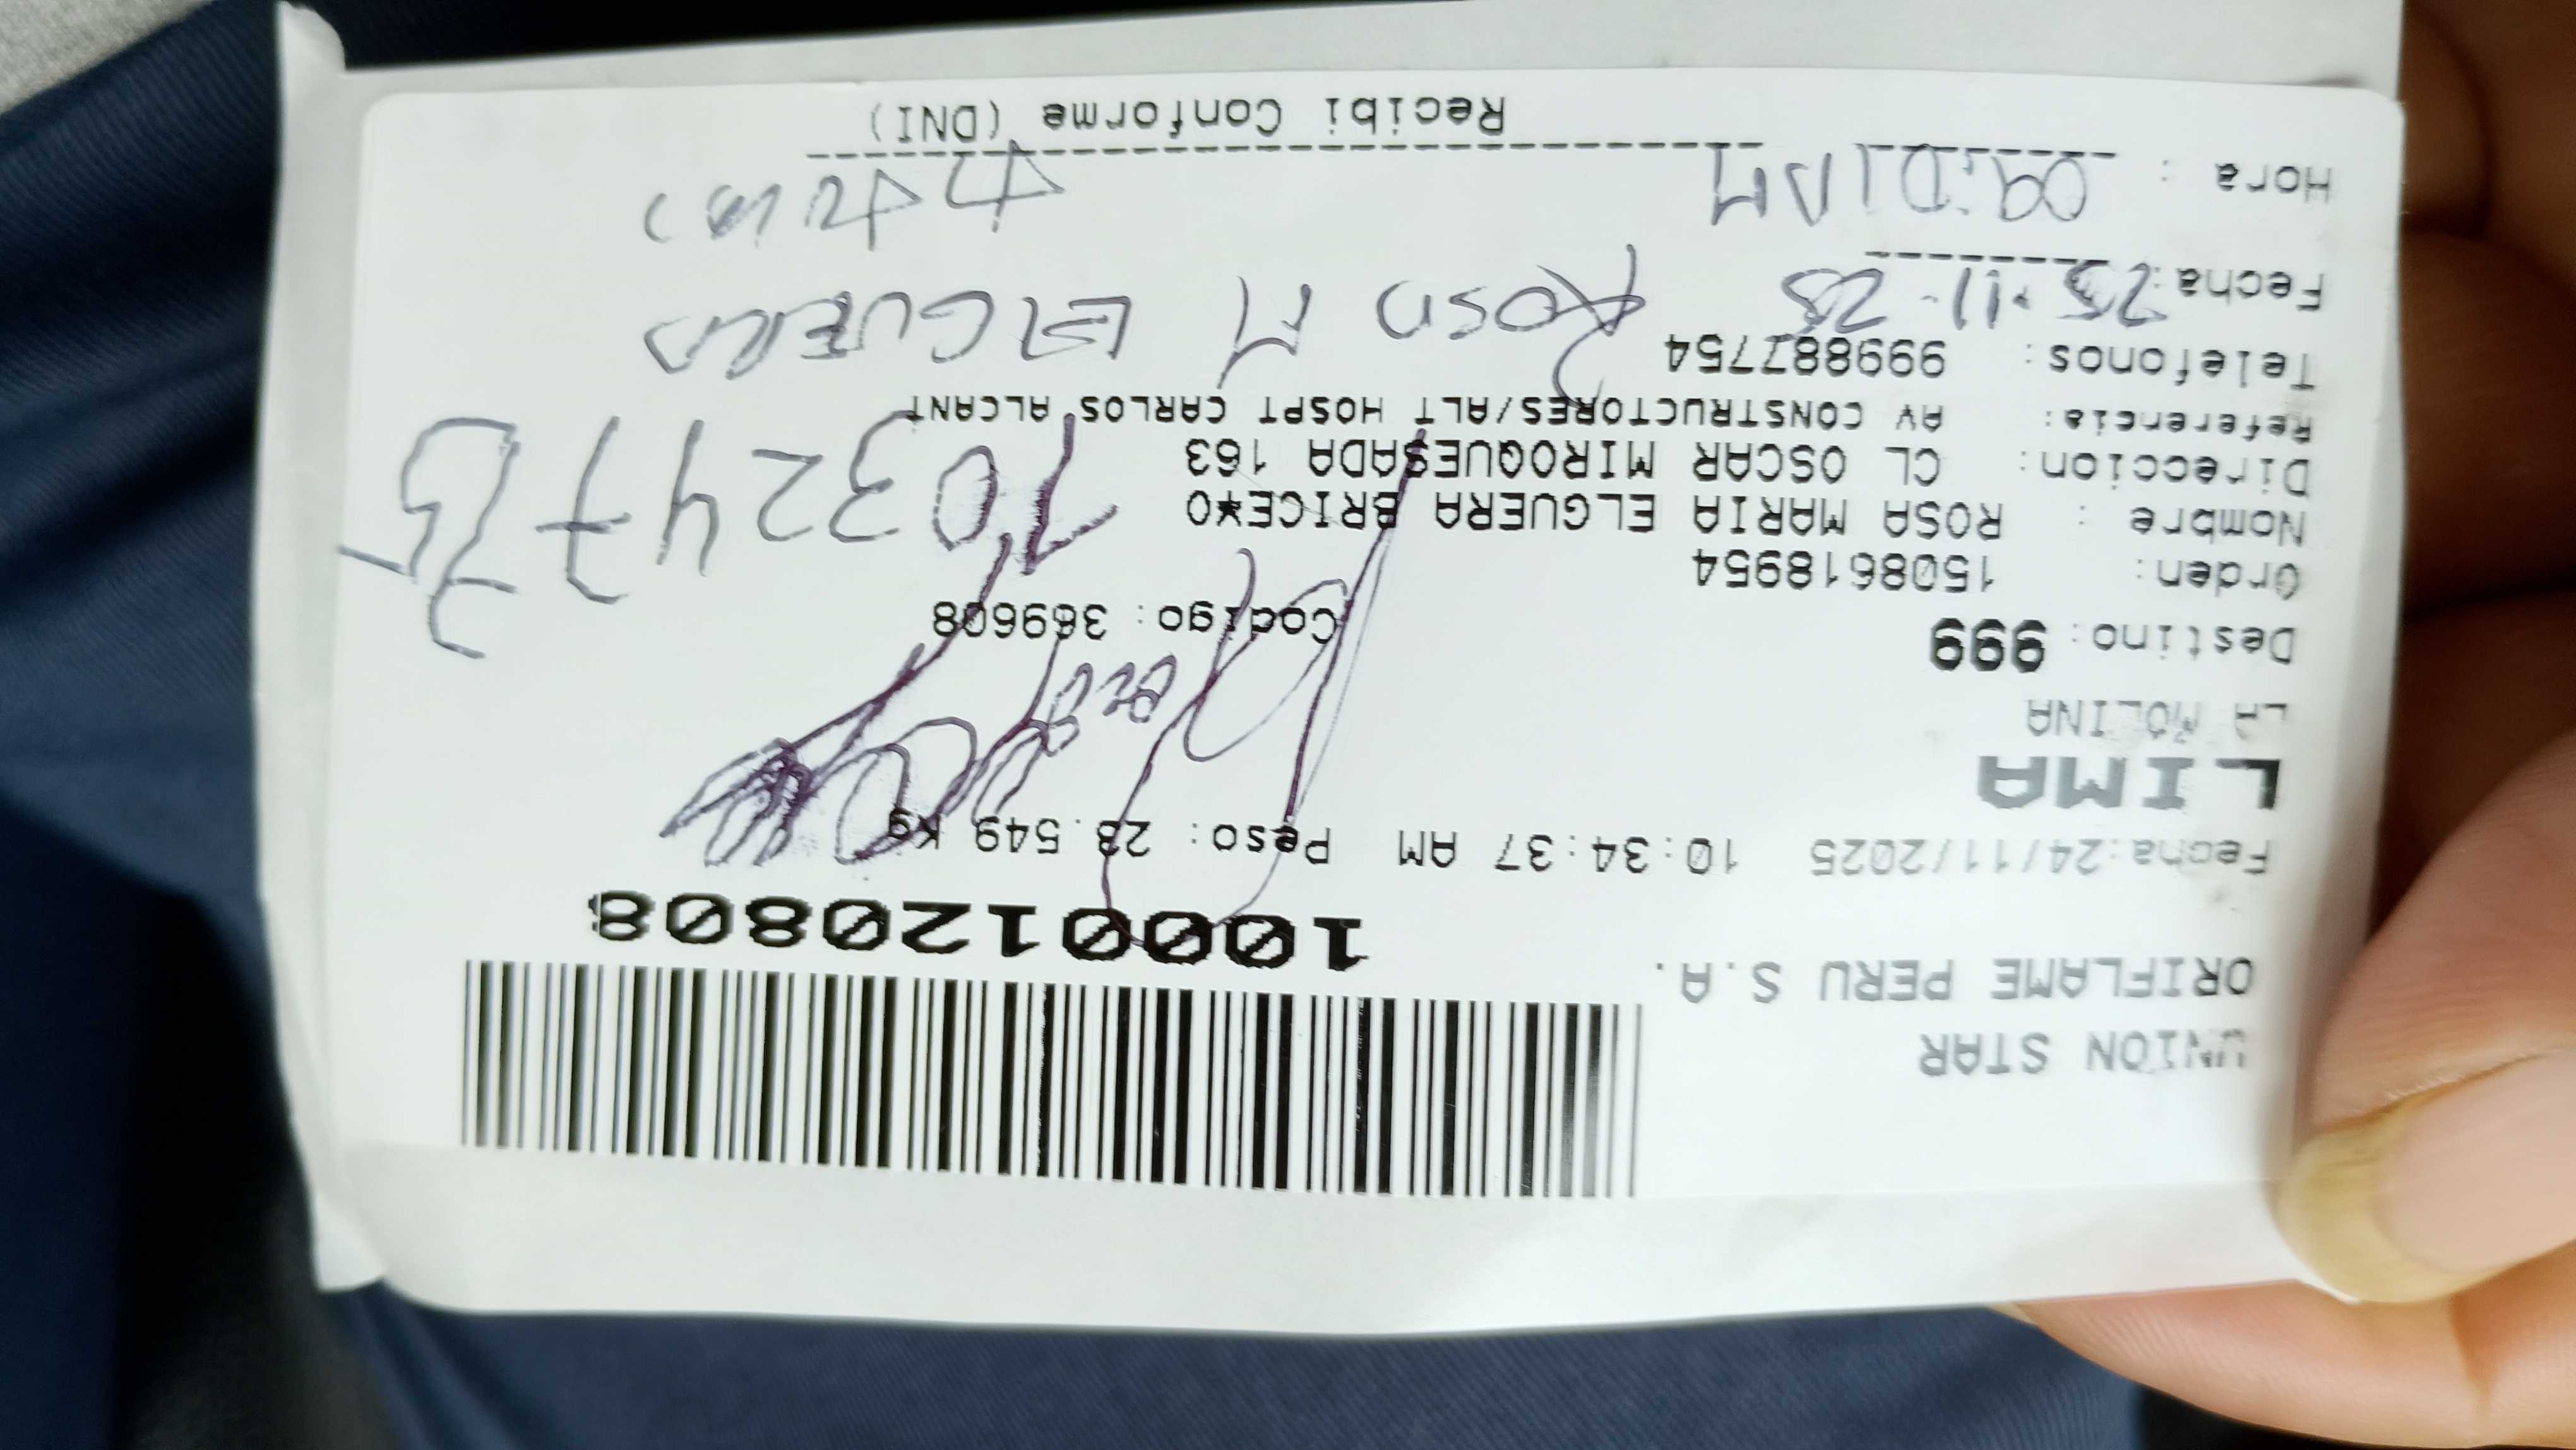 UNION STAR
ORIFLAME PERU S.A.
1000120808
Fecha:24/11/2025 10:34:37 AM Peso: 23.549 Kg
LIMA
LA MOLINA
Destino: 999 Codigo: 369608
Orden: 1508618954
Nombre : ROSA MARIA ELGUERA BRICE*O
Direccion: CL OSCAR MIROQUESADA 163
Referencia: AV CONSTRUCTORES/ALT HOSPT CARLOS ALCANT
Telefonos: 999887754
Fecha: 25-11-25 Rosa M ELGUERA
Hora : 09:01AM
Recibi Conforme (DNI)